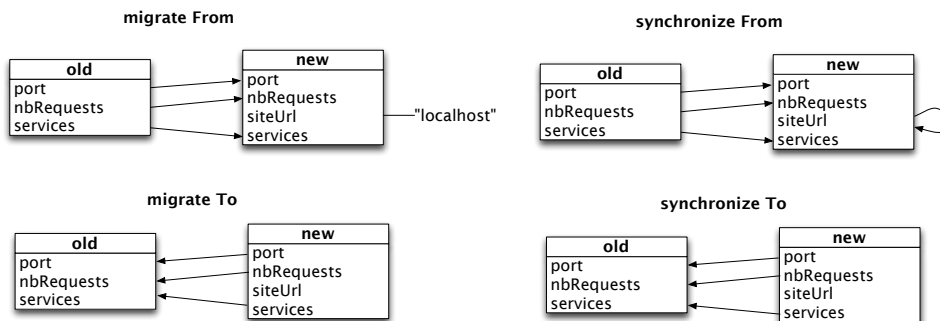 migrate From
old
port
nbRequests
services
new
port
nbRequests
siteUrl
services
"localhost"
synchronize From
old
port
nbRequests
services
new
port
nbRequests
siteUrl
services
migrate To
old
port
nbRequests
services
new
port
nbRequests
siteUrl
services
synchronize To
old
port
nbRequests
services
new
port
nbRequests
siteUrl
services